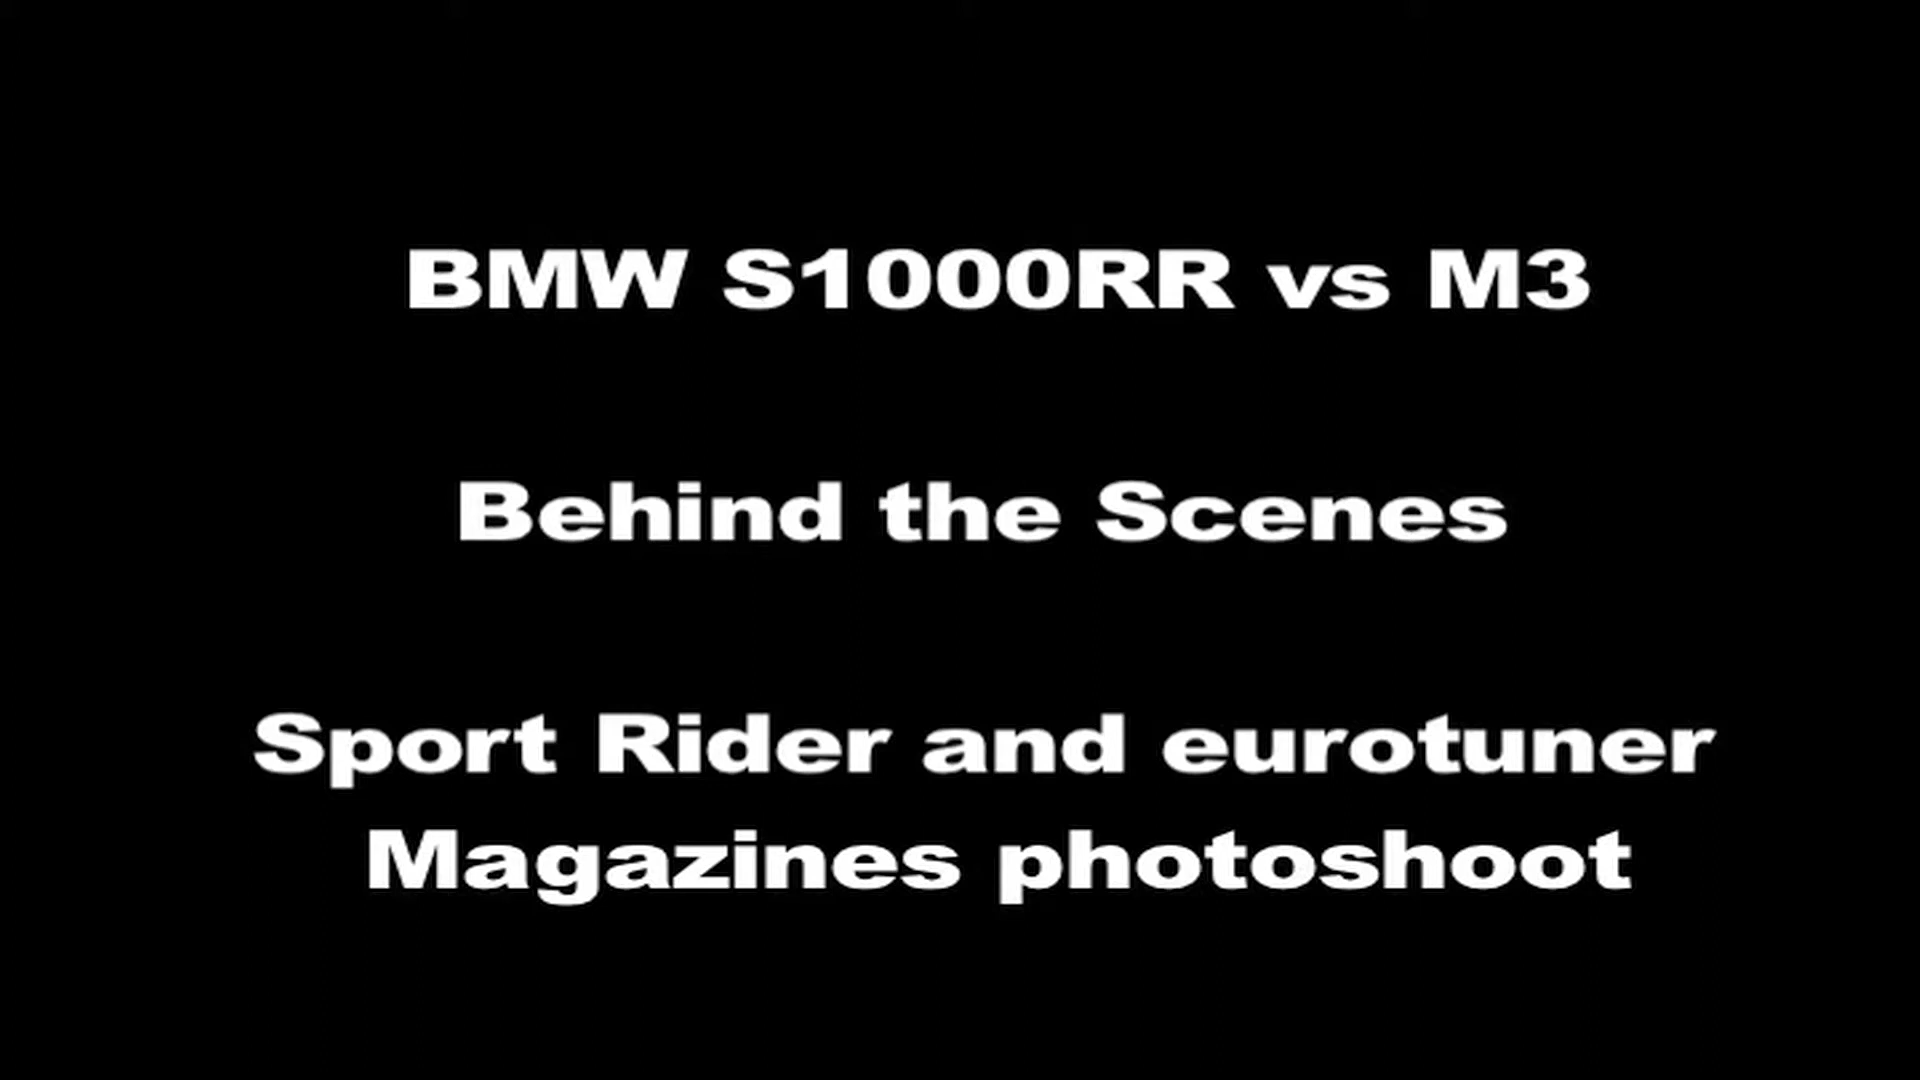 BMW S1000RR vs M3
Behind the Scenes
Sport Rider and eurotuner
Magazines photoshoot